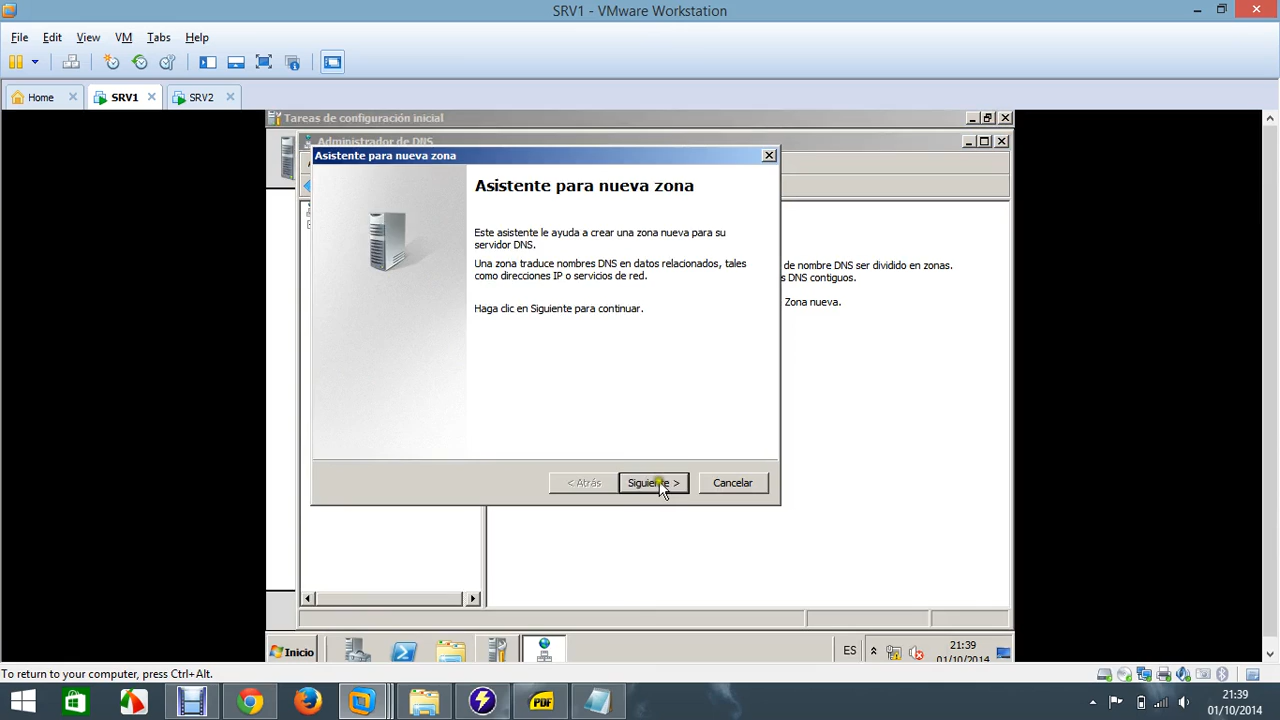 SRV1 - VMware Workstation
File Edit View VM Tabs Help
Home SRV1 SRV2
Tareas de configuración inicial
Administrador de DNS
Asistente para nueva zona
Asistente para nueva zona
Este asistente le ayuda a crear una zona nueva para su
servidor DNS.
Una zona traduce nombres DNS en datos relacionados, tales
como direcciones IP o servicios de red.
Haga clic en Siguiente para continuar.
de nombre DNS ser dividido en zonas.
DNS contiguos.
Zona nueva.
< Atrás Siguiente > Cancelar
Inicio ES 21:39
01/10/2014
To return to your computer, press Ctrl+Alt.
PDF
21:39
01/10/2014